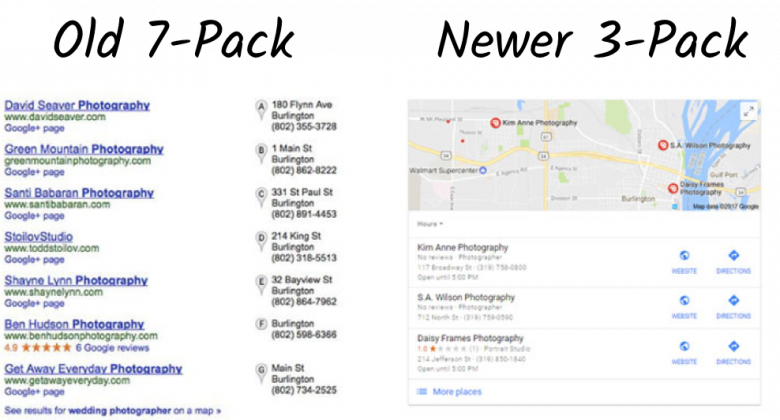 Old 7-Pack
Newer 3-Pack
David Seaver Photography
www.davidseaver.com
Google+ page
A 180 Flynn Ave
Burlington
(802) 355-3728
Green Mountain Photography
greenmountainphotography.com
Google+ page
B 1 Main St
Burlington
(802) 862-8222
Santi Babaran Photography
www.santibabaran.com
Google+ page
C 331 St Paul St
Burlington
(802) 891-4453
StoilovStudio
www.toddstoilov.com
Google+ page
D 214 King St
Burlington
(802) 318-5513
Shayne Lynn Photography
www.shaynelynn.com
Google+ page
E 32 Bayview St
Burlington
(802) 864-7962
Ben Hudson Photography
www.benhudsonphotography.com
4.9 ★★★★★ 6 Google reviews
F Burlington
(802) 598-6366
Get Away Everyday Photography
www.getawayeveryday.com
Google+ page
G Main St
Burlington
(802) 734-2525
See results for wedding photographer on a map »
Kim Anne Photography
S.A. Wilson Photography
Walmart Supercenter
Gulf Port
Daisy Frames
Photography
Burlington
Map data ©2017 Google
Hours
Kim Anne Photography
No reviews · Photographer
117 Broadway St · (319) 758-0800
Open until 5:00 PM
WEBSITE
DIRECTIONS
S.A. Wilson Photography
No reviews · Photographer
712 North St · (319) 759-0590
WEBSITE
DIRECTIONS
Daisy Frames Photography
1.0 ★ (1) · Portrait Studio
214 Jefferson St · (319) 850-1840
Open until 5:00 PM
WEBSITE
DIRECTIONS
More places